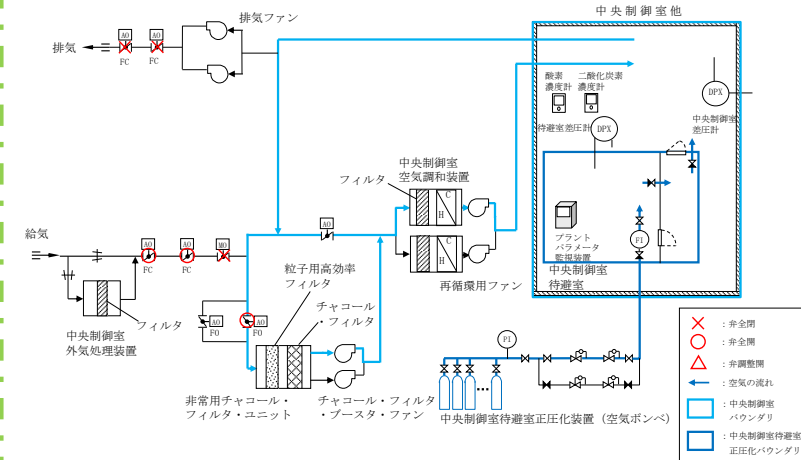 排気ファン
排気
AO
AO
FC
FC
中央制御室他
酸素
濃度計
二酸化炭素
濃度計
DPX
待避室差圧計
DPX
中央制御室
差圧計
中央制御室
空気調和装置
フィルタ
C
H
C
H
再循環用ファン
給気
AO
FC
AO
FC
MO
AO
フィルタ
中央制御室
外気処理装置
粒子用高効率
フィルタ
チャコール
・フィルタ
AO
FO
AO
FO
非常用チャコール・
フィルタ・ユニット
チャコール・フィルタ
・ブースタ・ファン
プラント
パラメータ
監視装置
PI
中央制御室
待避室
PI
中央制御室待避室正圧化装置（空気ボンベ）
：弁全閉
：弁全開
：弁調整開
：空気の流れ
：中央制御室
バウンダリ
：中央制御室待避室
正圧化バウンダリ